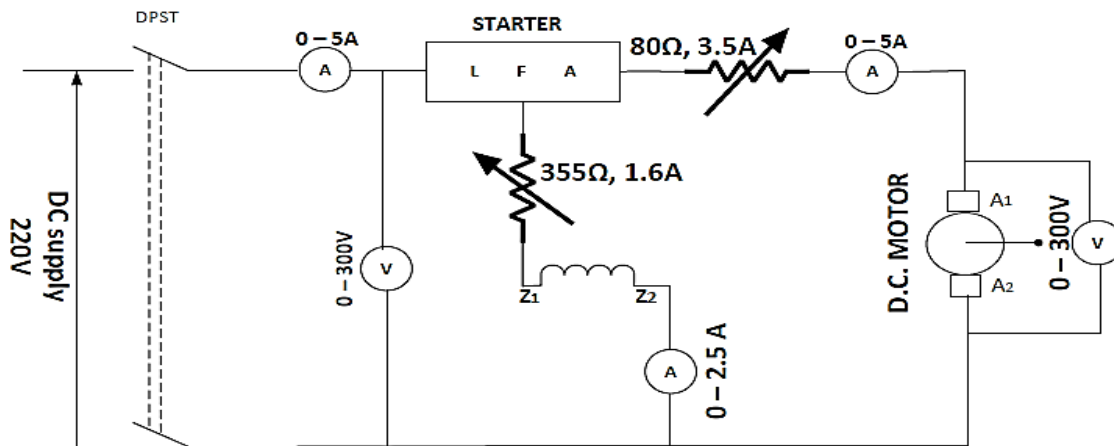 DPST
STARTER
0 – 5A
80Ω, 3.5A
0 – 5A
A
L F A
A
355Ω, 1.6A
DC supply
220V
0 – 300V
V
Z1 Z2
A
0 – 2.5 A
D.C. MOTOR
A1
A2
0 – 300V
V